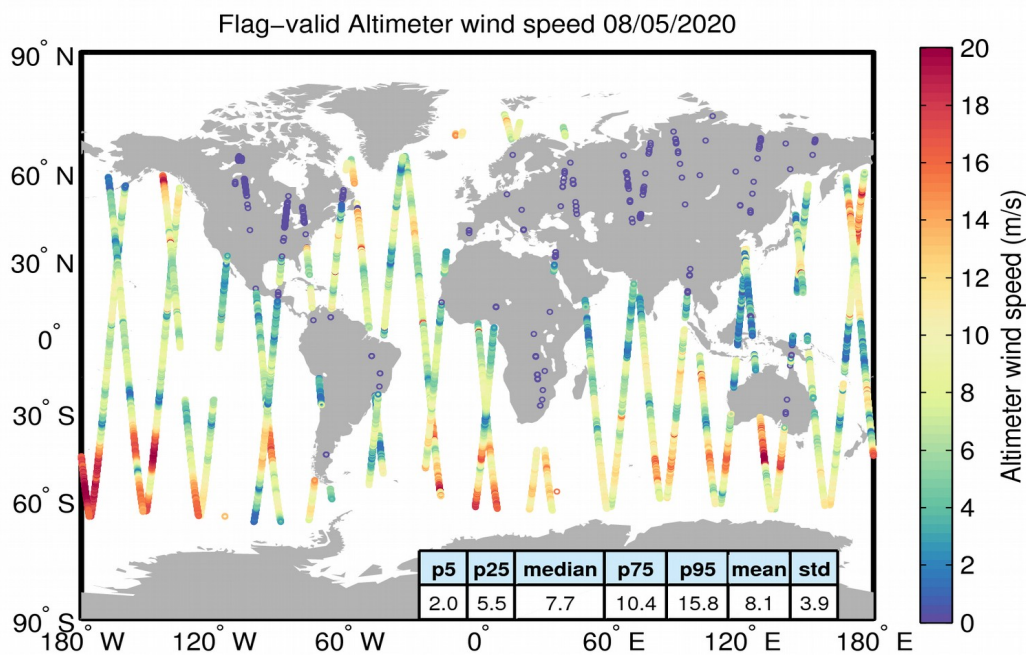 Flag−valid Altimeter wind speed 08/05/2020
90° N
60° N
30° N
0°
30° S
60° S
90° S
180° W
120° W
60° W
0°
60° E
120° E
180° E
20
18
16
14
12
10
8
6
4
2
0
Altimeter wind speed (m/s)
p5 p25 median p75 p95 mean std
2.0 5.5 7.7 10.4 15.8 8.1 3.9